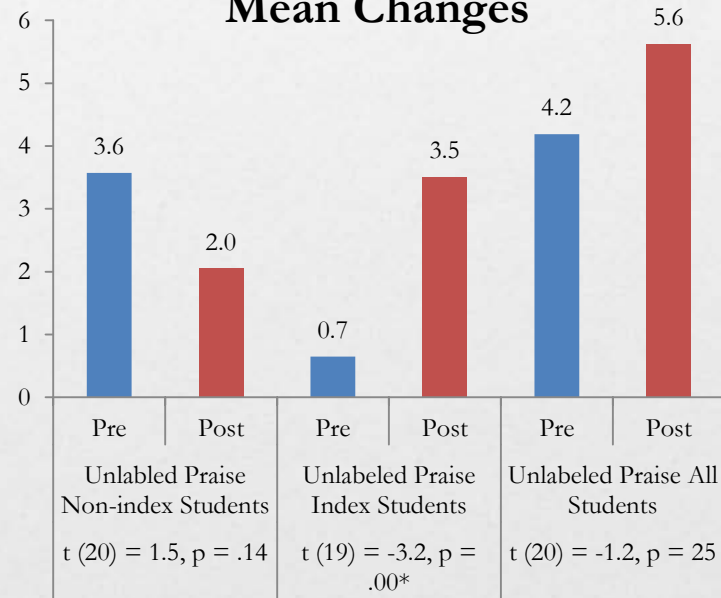 Mean Changes
6
5
4
3
2
1
0
3.6
2.0
0.7
3.5
4.2
5.6
Pre
Post
Pre
Post
Pre
Post
Unlabled Praise
Non-index Students
t (20) = 1.5, p = .14
Unlabeled Praise
Index Students
t (19) = -3.2, p =
.00*
Unlabeled Praise All
Students
t (20) = -1.2, p = 25